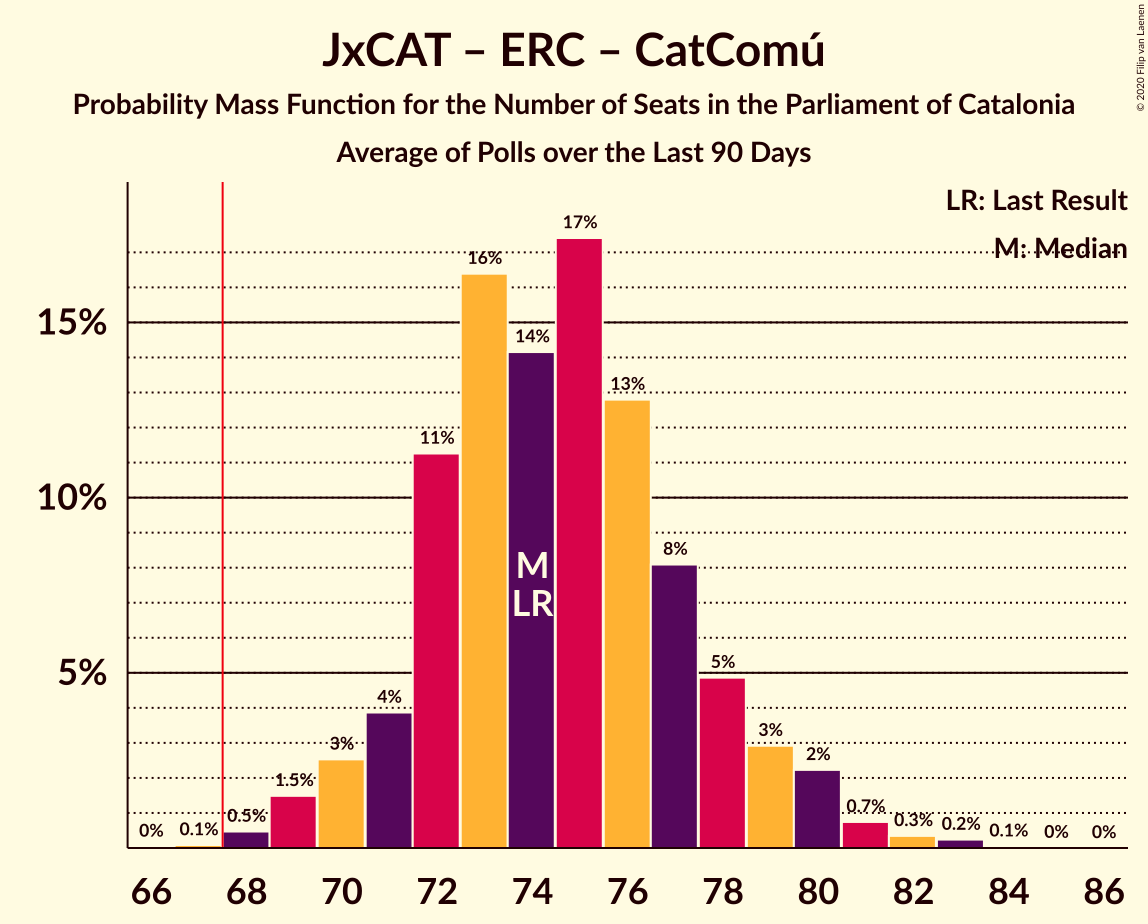 JxCAT – ERC – CatComú
Probability Mass Function for the Number of Seats in the Parliament of Catalonia
Average of Polls over the Last 90 Days
© 2020 Filip van Laenen
LR: Last Result
M: Median
15%
10%
5%
0%
0.1%
0.5%
1.5%
3%
4%
11%
16%
14%
17%
13%
8%
5%
3%
2%
0.7%
0.3%
0.2%
0.1%
0%
0%
M
LR
66 68 70 72 74 76 78 80 82 84 86